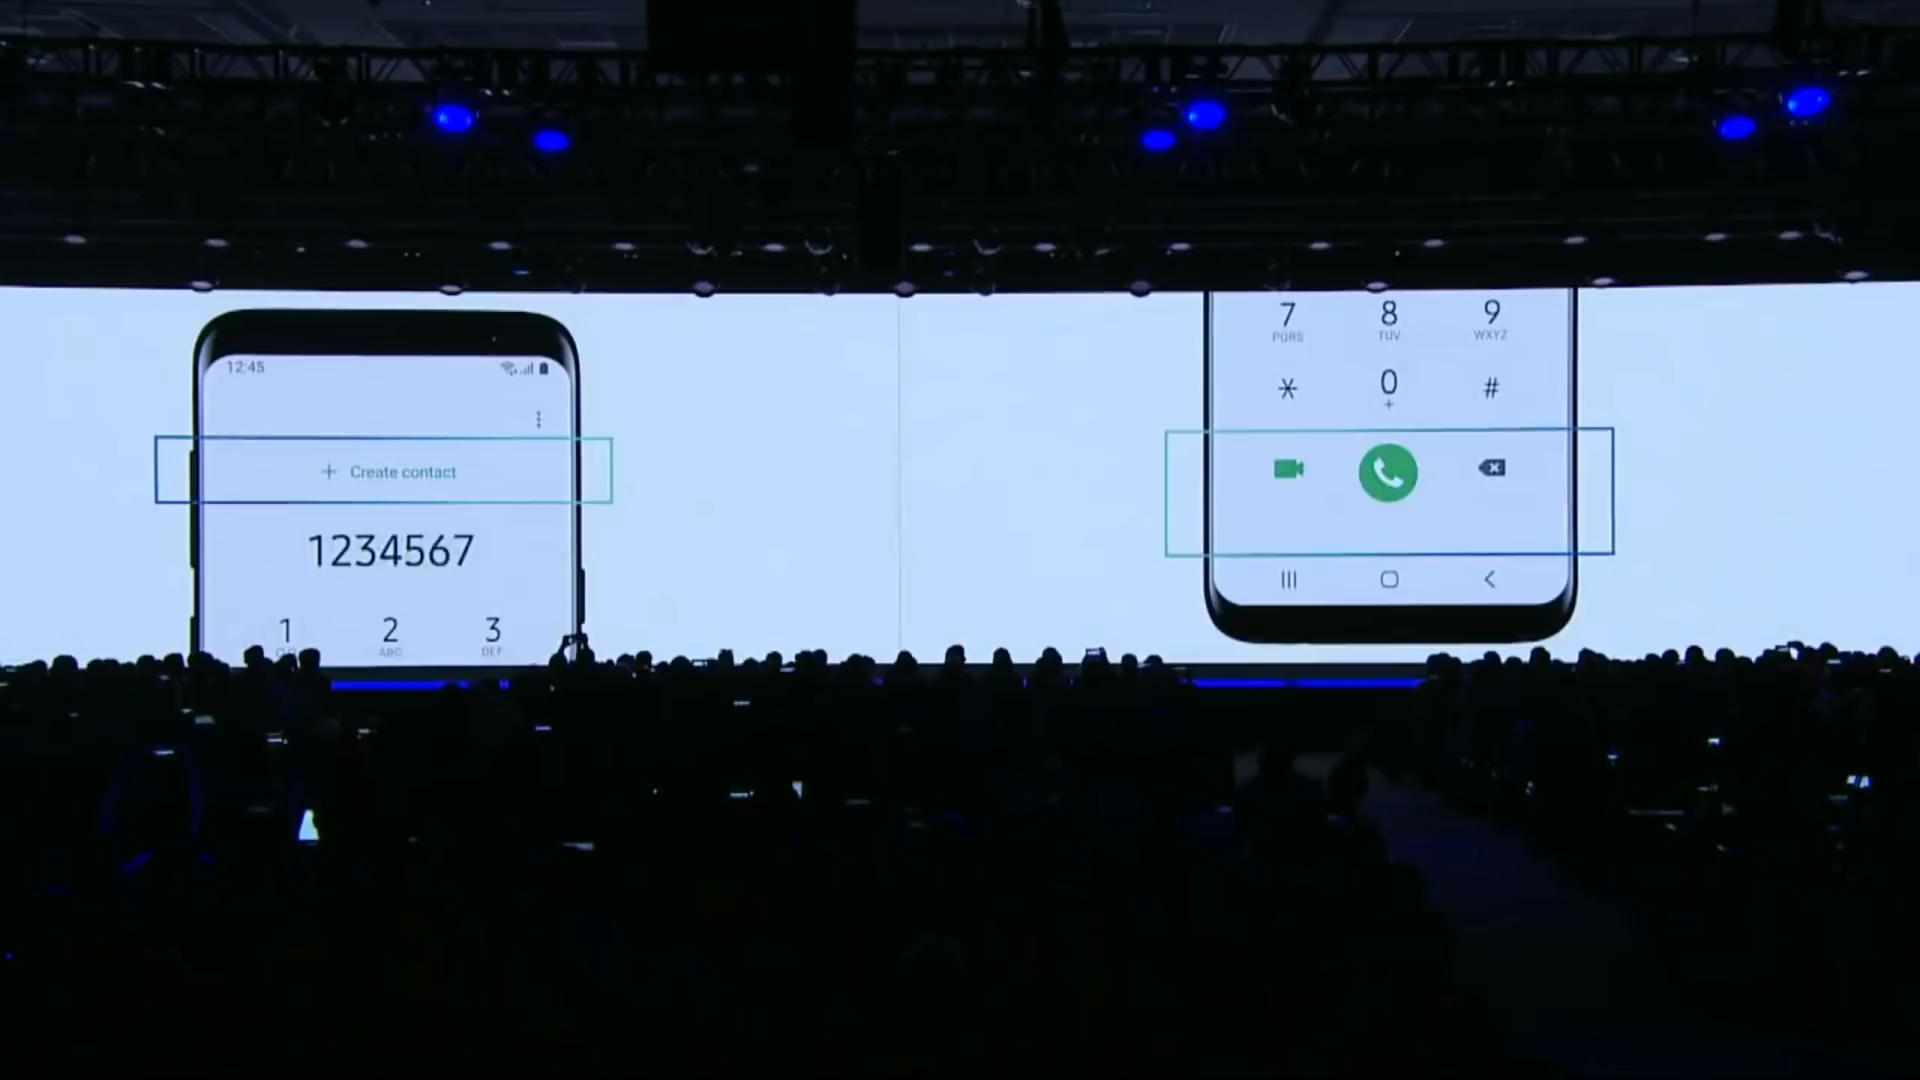 12:45
+ Create contact
1234567
1 2 3
ABC DEF
7 8 9
PQRS TUV WXYZ
* 0 #
+